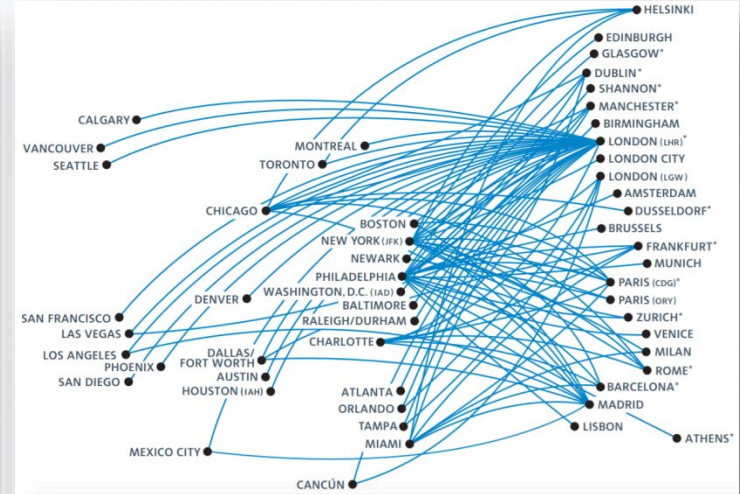 HELSINKI
EDINBURGH
GLASGOW*
DUBLIN*
SHANNON*
MANCHESTER*
BIRMINGHAM
LONDON (LHR)*
LONDON CITY
LONDON (LGW)
AMSTERDAM
DUSSELDORF*
BRUSSELS
FRANKFURT*
MUNICH
PARIS (CDG)*
PARIS (ORY)
ZURICH*
VENICE
MILAN
ROME*
BARCELONA*
MADRID
LISBON
ATHENS*
CALGARY
VANCOUVER
SEATTLE
MONTREAL
TORONTO
CHICAGO
BOSTON
NEW YORK (JFK)
NEWARK
PHILADELPHIA
WASHINGTON, D.C. (IAD)
BALTIMORE
RALEIGH/DURHAM
CHARLOTTE
DENVER
SAN FRANCISCO
LAS VEGAS
LOS ANGELES
PHOENIX
SAN DIEGO
DALLAS/
FORT WORTH
AUSTIN
HOUSTON (IAH)
ATLANTA
ORLANDO
TAMPA
MIAMI
MEXICO CITY
CANCÚN